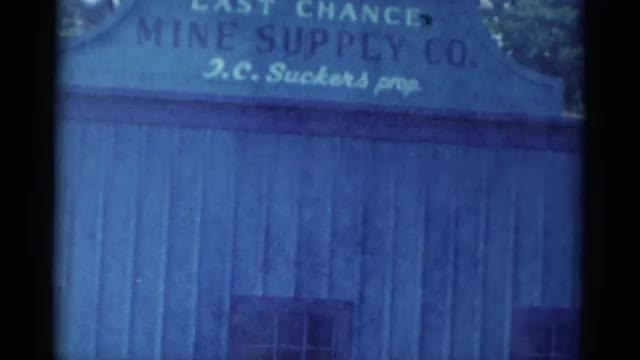 LAST CHANCE
MINE SUPPLY CO.
I.C. Suckers prop.